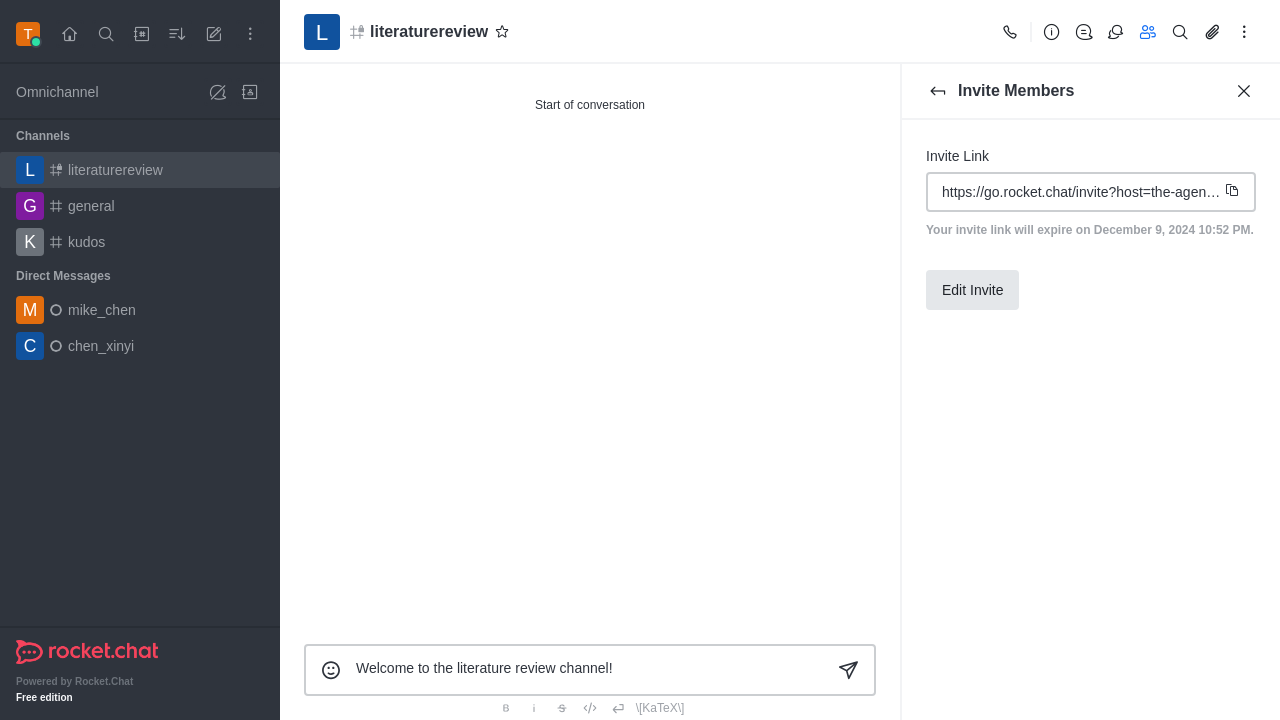 T
Omnichannel
Channels
L literaturereview
G general
K kudos
Direct Messages
M mike_chen
C chen_xinyi
rocket.chat
Powered by Rocket.Chat
Free edition
L literaturereview
Start of conversation
Welcome to the literature review channel!
B i S </> \[KaTeX\]
Invite Members
Invite Link
https://go.rocket.chat/invite?host=the-agen…
Your invite link will expire on December 9, 2024 10:52 PM.
Edit Invite